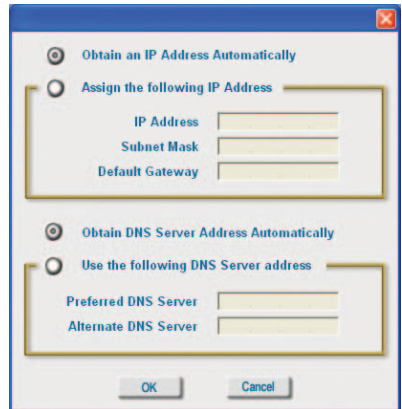 Obtain an IP Address Automatically
Assign the following IP Address
IP Address
Subnet Mask
Default Gateway
Obtain DNS Server Address Automatically
Use the following DNS Server address
Preferred DNS Server
Alternate DNS Server
OK Cancel